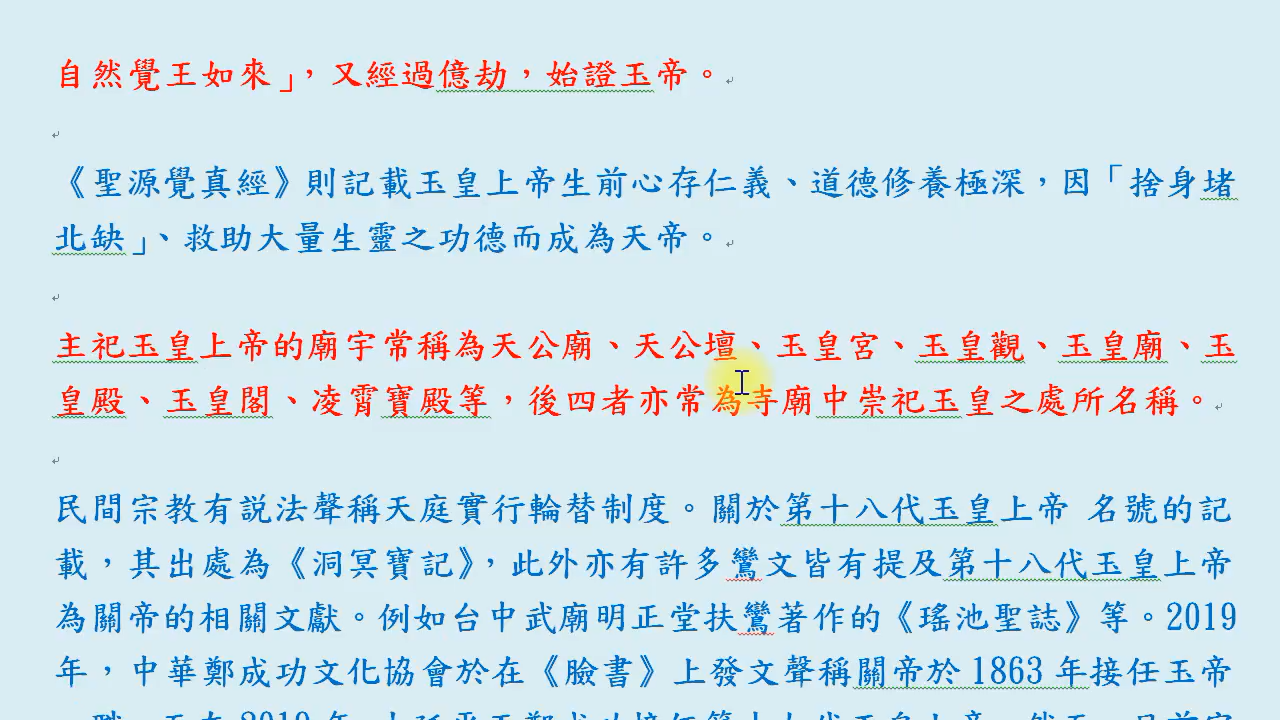 自然覺王如來」，又經過億劫，始證玉帝。
《聖源覺真經》則記載玉皇上帝生前心存仁義、道德修養極深，因「捨身堵
北缺」、救助大量生靈之功德而成為天帝。
主祀玉皇上帝的廟宇常稱為天公廟、天公壇、玉皇宮、玉皇觀、玉皇廟、玉
皇殿、玉皇閣、凌霄寶殿等，後四者亦常為寺廟中崇祀玉皇之處所名稱。
民間宗教有說法聲稱天庭實行輪替制度。關於第十八代玉皇上帝 名號的記
載，其出處為《洞冥寶記》，此外亦有許多鸞文皆有提及第十八代玉皇上帝
為關帝的相關文獻。例如台中武廟明正堂扶鸞著作的《瑤池聖誌》等。2019
年，中華鄭成功文化協會於在《臉書》上發文聲稱關帝於 1863 年接任玉帝